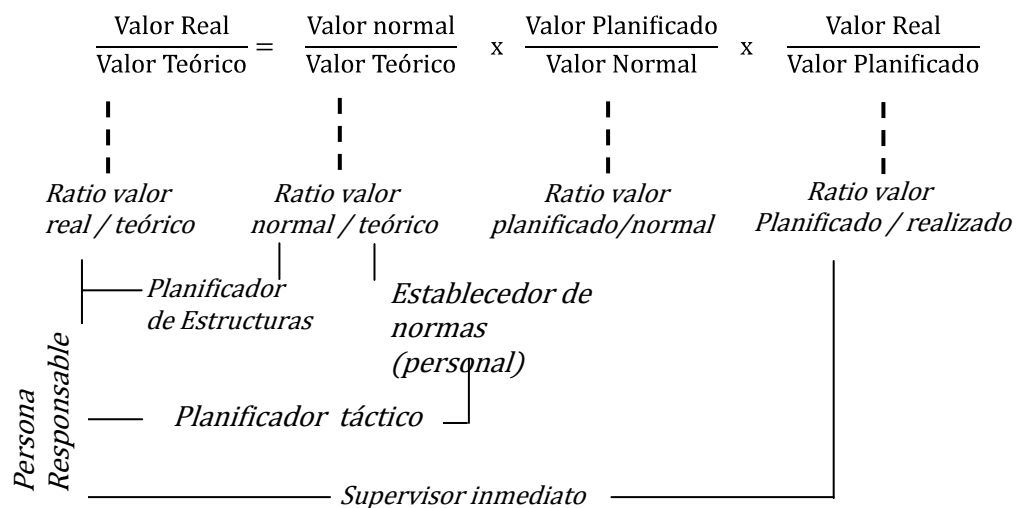 Valor Real / Valor Teórico = Valor normal / Valor Teórico x Valor Planificado / Valor Normal x Valor Real / Valor Planificado
Ratio valor
real / teórico
Ratio valor
normal / teórico
Ratio valor
planificado/normal
Ratio valor
Planificado / realizado
Planificador
de Estructuras
Establecedor de
normas
(personal)
Persona
Responsable
Planificador táctico
Supervisor inmediato